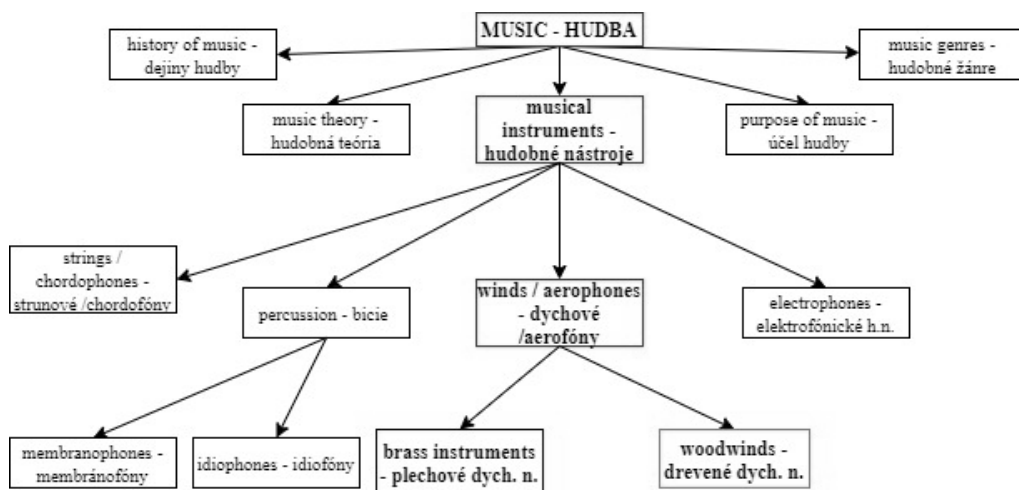 MUSIC - HUDBA
history of music -
dejiny hudby
music genres -
hudobné žánre
music theory -
hudobná teória
musical
instruments -
hudobné nástroje
purpose of music -
účel hudby
strings /
chordophones -
strunové /chordofóny
percussion - bicie
winds / aerophones
- dychové
/aerofóny
electrophones -
elektrofónické h.n.
membranophones -
membránofóny
idiophones - idiofóny
brass instruments
- plechové dych. n.
woodwinds -
drevené dych. n.